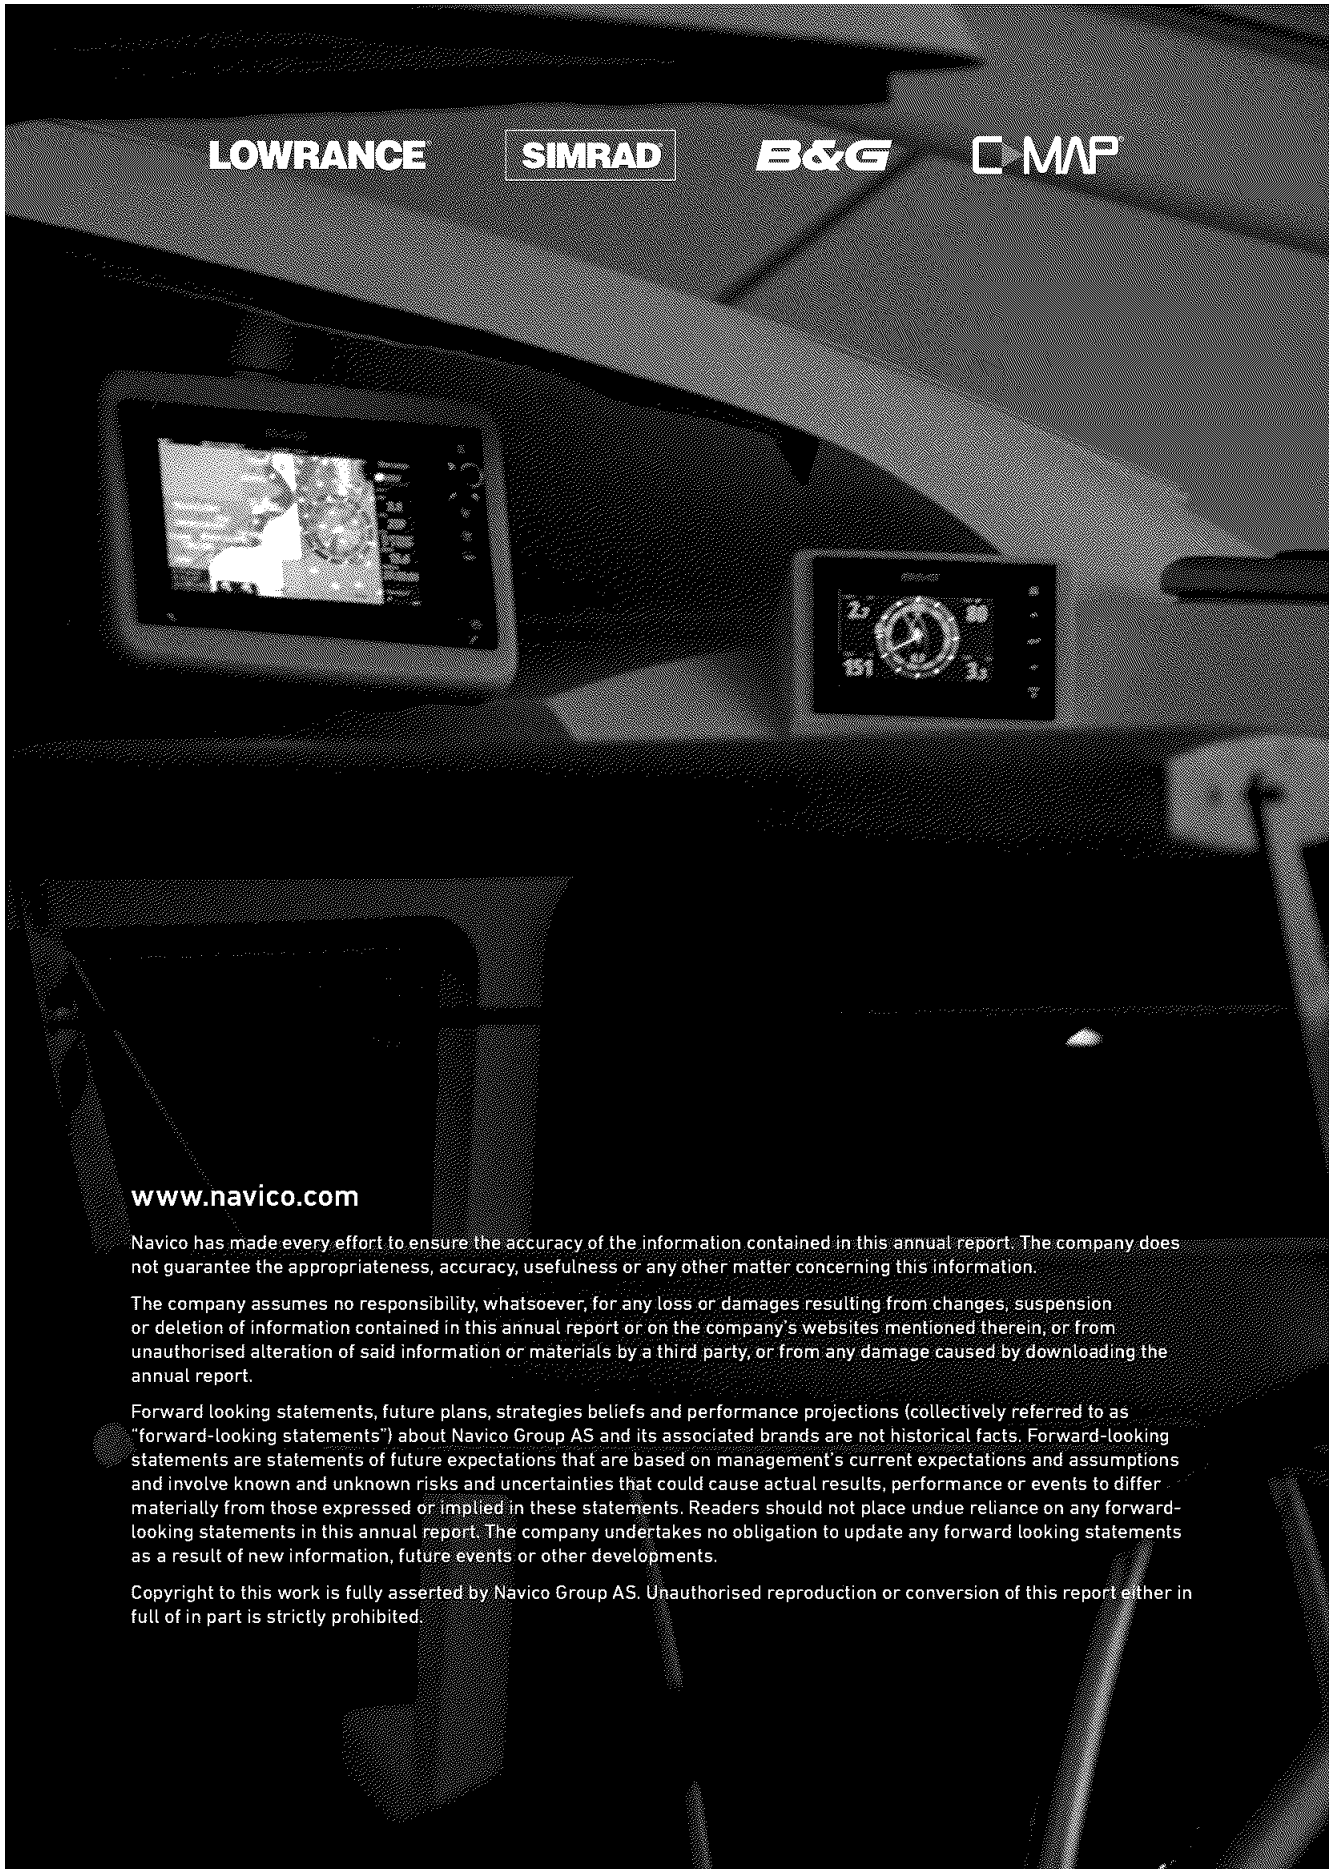 LOWRANCE SIMRAD B&G C-MAP
2.5 88
151 3.5
www.navico.com
Navico has made every effort to ensure the accuracy of the information contained in this annual report. The company does
not guarantee the appropriateness, accuracy, usefulness or any other matter concerning this information.
The company assumes no responsibility, whatsoever, for any loss or damages resulting from changes, suspension
or deletion of information contained in this annual report or on the company's websites mentioned therein, or from
unauthorised alteration of said information or materials by a third party, or from any damage caused by downloading the
annual report.
Forward looking statements, future plans, strategies beliefs and performance projections (collectively referred to as
"forward-looking statements") about Navico Group AS and its associated brands are not historical facts. Forward-looking
statements are statements of future expectations that are based on management's current expectations and assumptions
and involve known and unknown risks and uncertainties that could cause actual results, performance or events to differ
materially from those expressed or implied in these statements. Readers should not place undue reliance on any forward-
looking statements in this annual report. The company undertakes no obligation to update any forward looking statements
as a result of new information, future events or other developments.
Copyright to this work is fully asserted by Navico Group AS. Unauthorised reproduction or conversion of this report either in
full of in part is strictly prohibited.